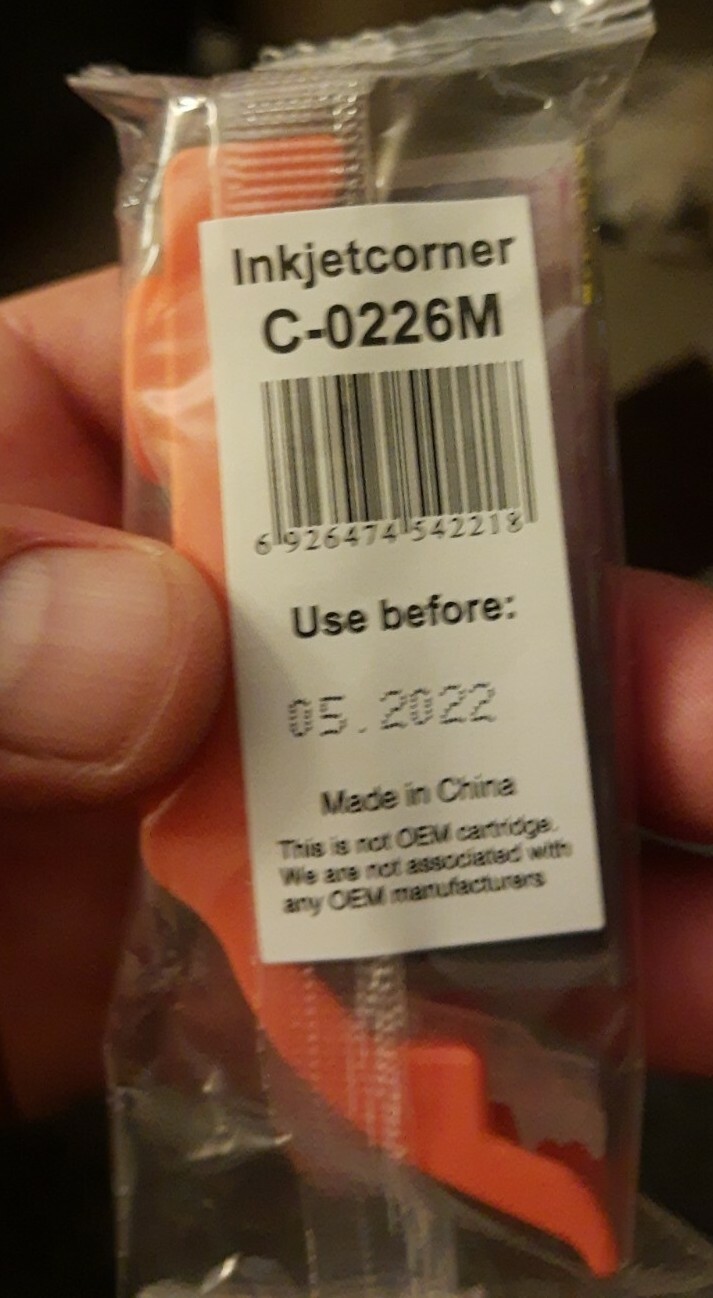 Inkjetcorner
C-0226M
6 926474 542218
Use before:
05.2022
Made in China
This is not OEM cartridge.
We are not associated with
any OEM manufacturers